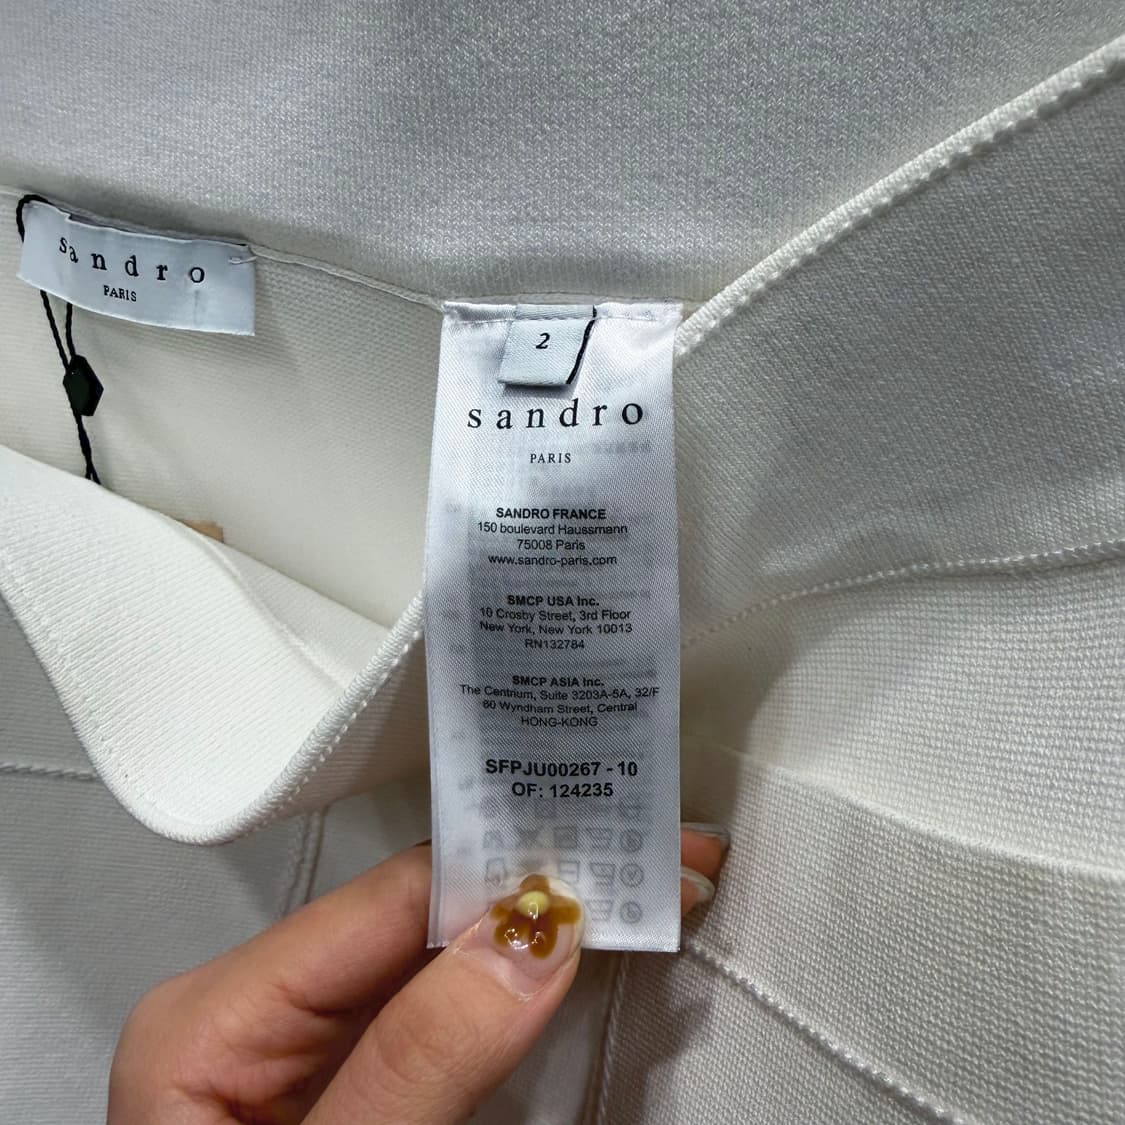 sandro
PARIS
2
sandro
PARIS
SANDRO FRANCE
150 boulevard Haussmann
75008 Paris
www.sandro-paris.com
SMCP USA Inc.
10 Crosby Street, 3rd Floor
New York, New York 10013
RN132784
SMCP ASIA Inc.
The Centrium, Suite 3203A-5A, 32/F
60 Wyndham Street, Central
HONG-KONG
SFPJU00267 - 10
OF: 124235